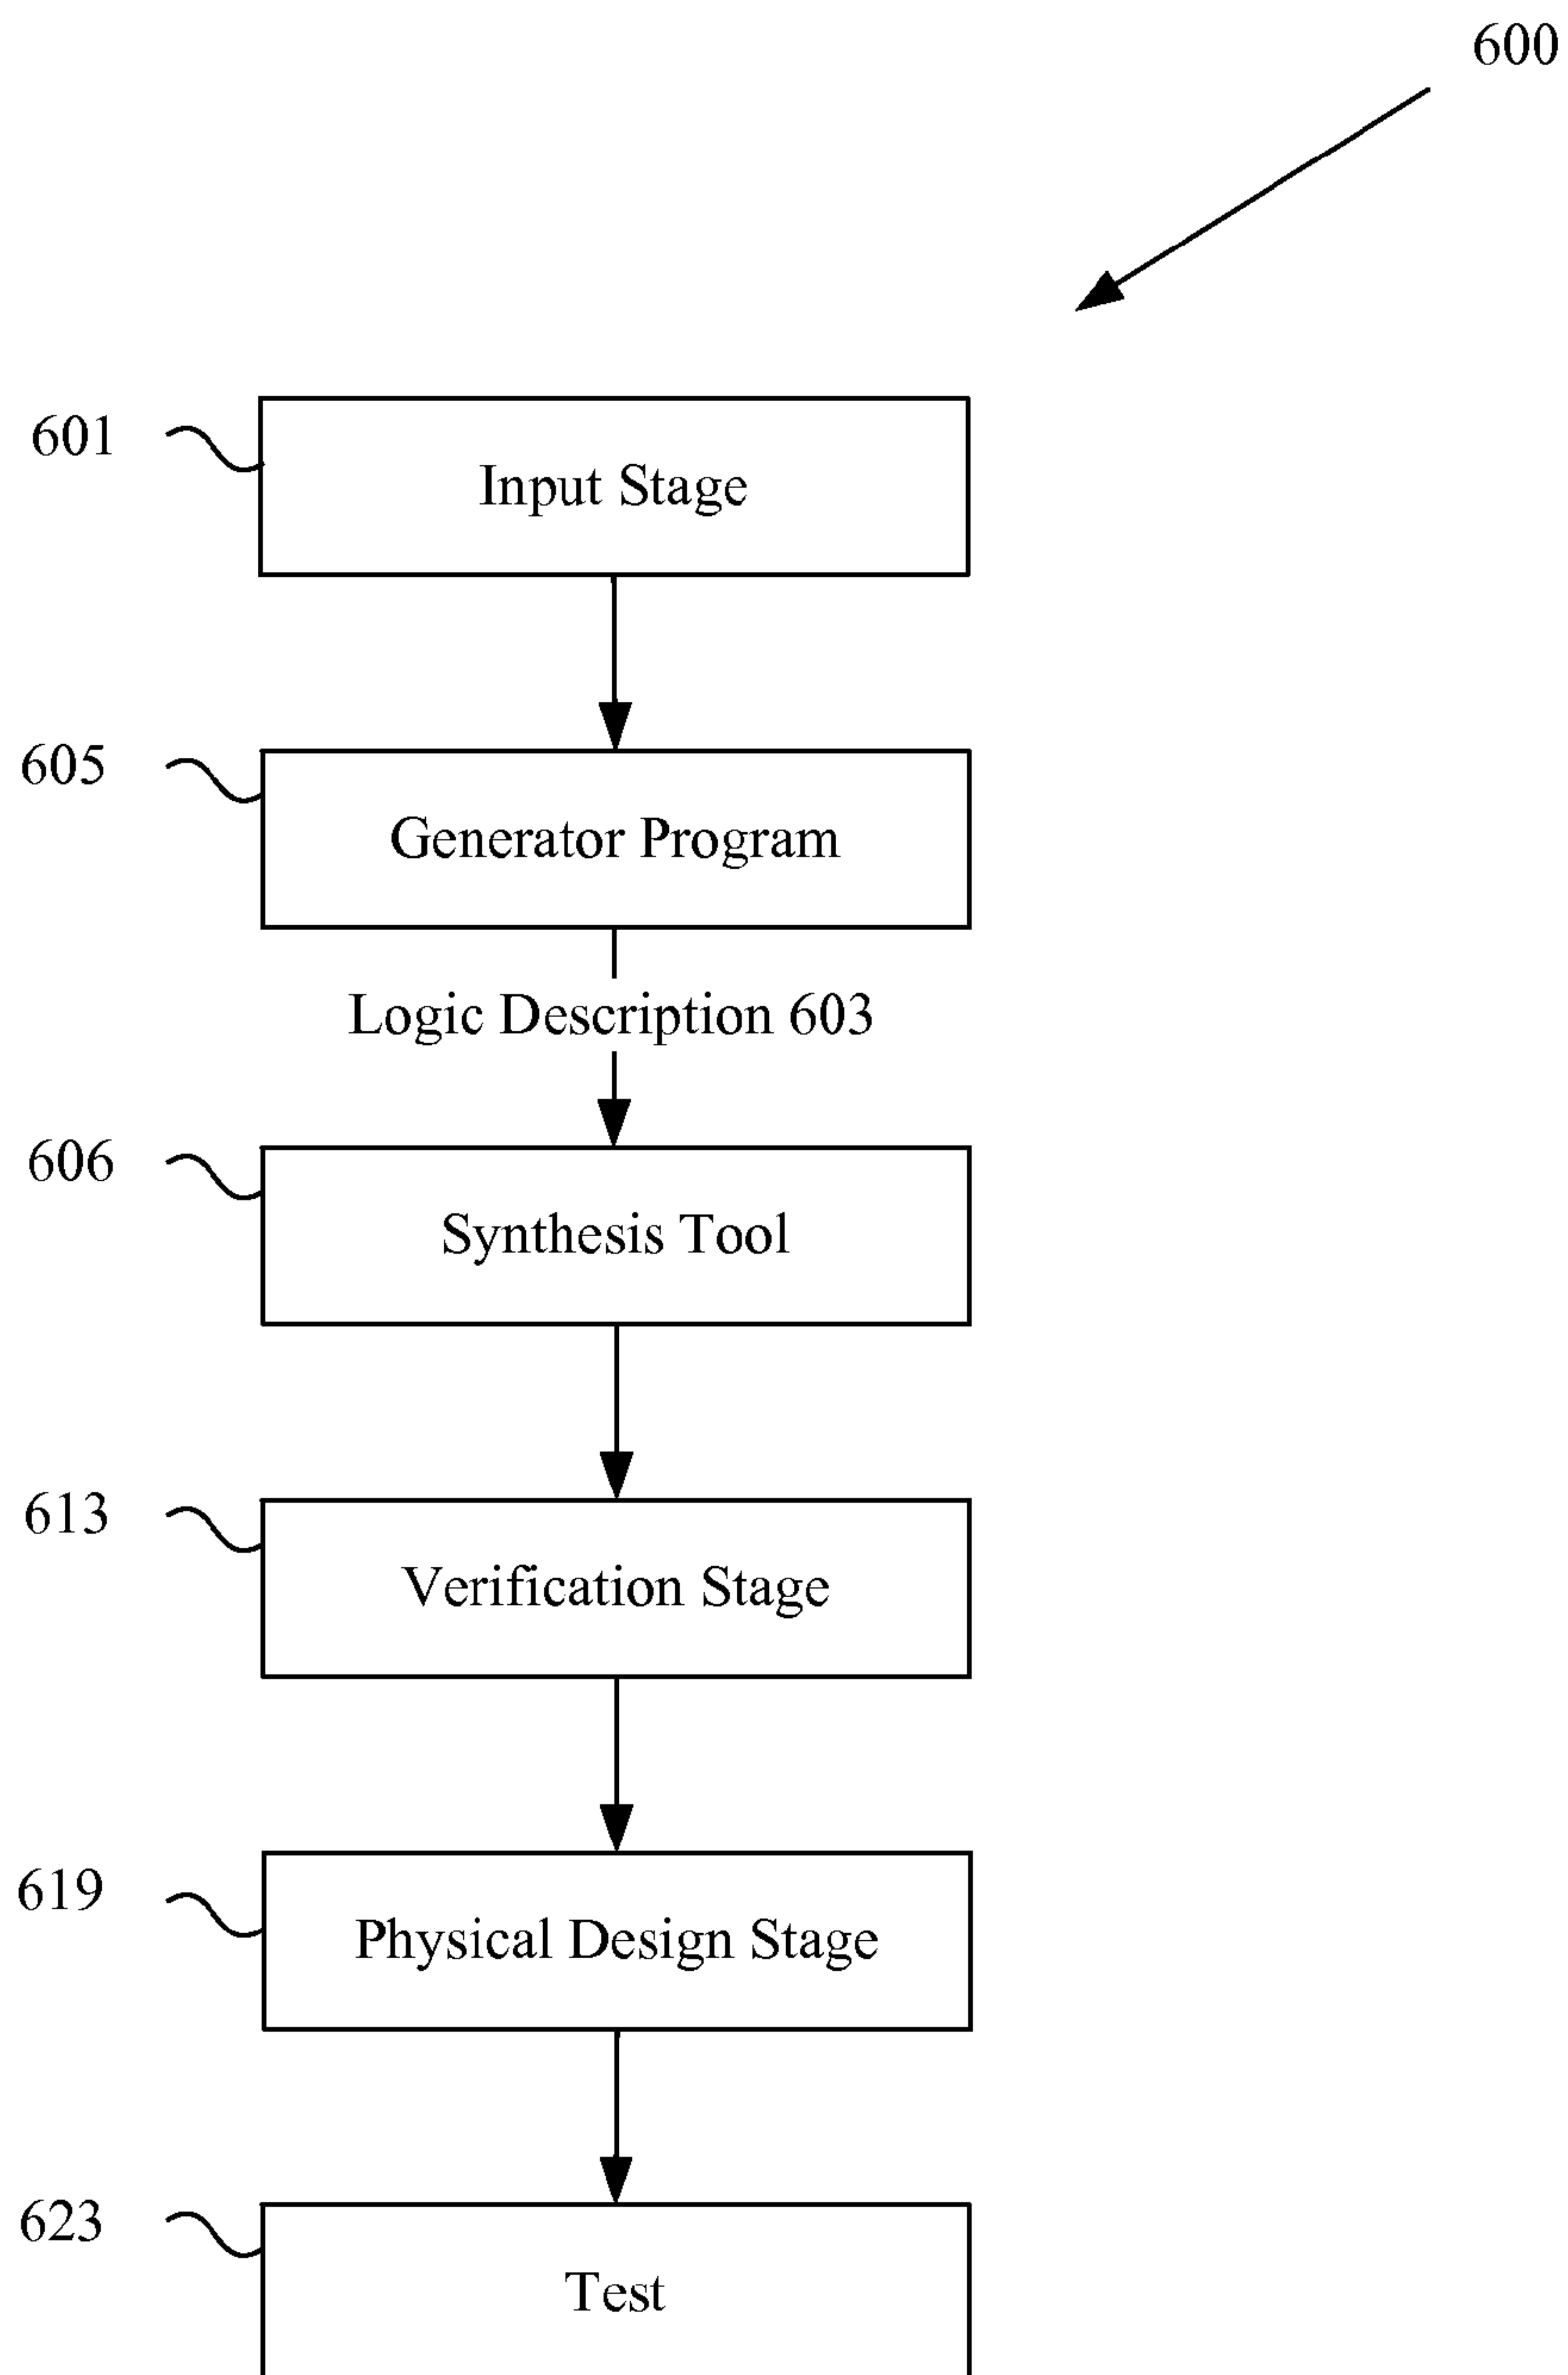 600
601
Input Stage
605
Generator Program
Logic Description 603
606
Synthesis Tool
613
Verification Stage
619
Physical Design Stage
623
Test